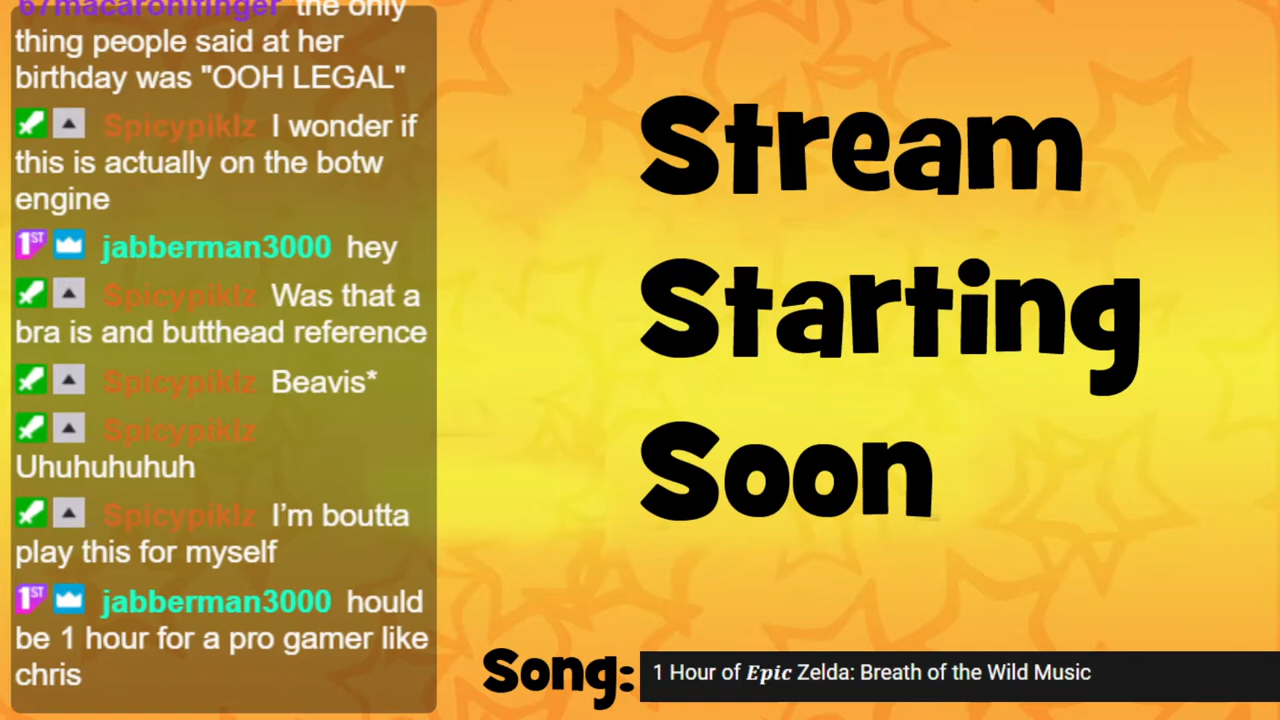 67macaronifinger the only
thing people said at her
birthday was "OOH LEGAL"
Spicypiklz I wonder if
this is actually on the botw
engine
1ST jabberman3000 hey
Spicypiklz Was that a
bra is and butthead reference
Spicypiklz Beavis*
Spicypiklz
Uhuhuhuhuh
Spicypiklz I'm boutta
play this for myself
1ST jabberman3000 hould
be 1 hour for a pro gamer like
chris
Stream
Starting
Soon
Song: 1 Hour of Epic Zelda: Breath of the Wild Music